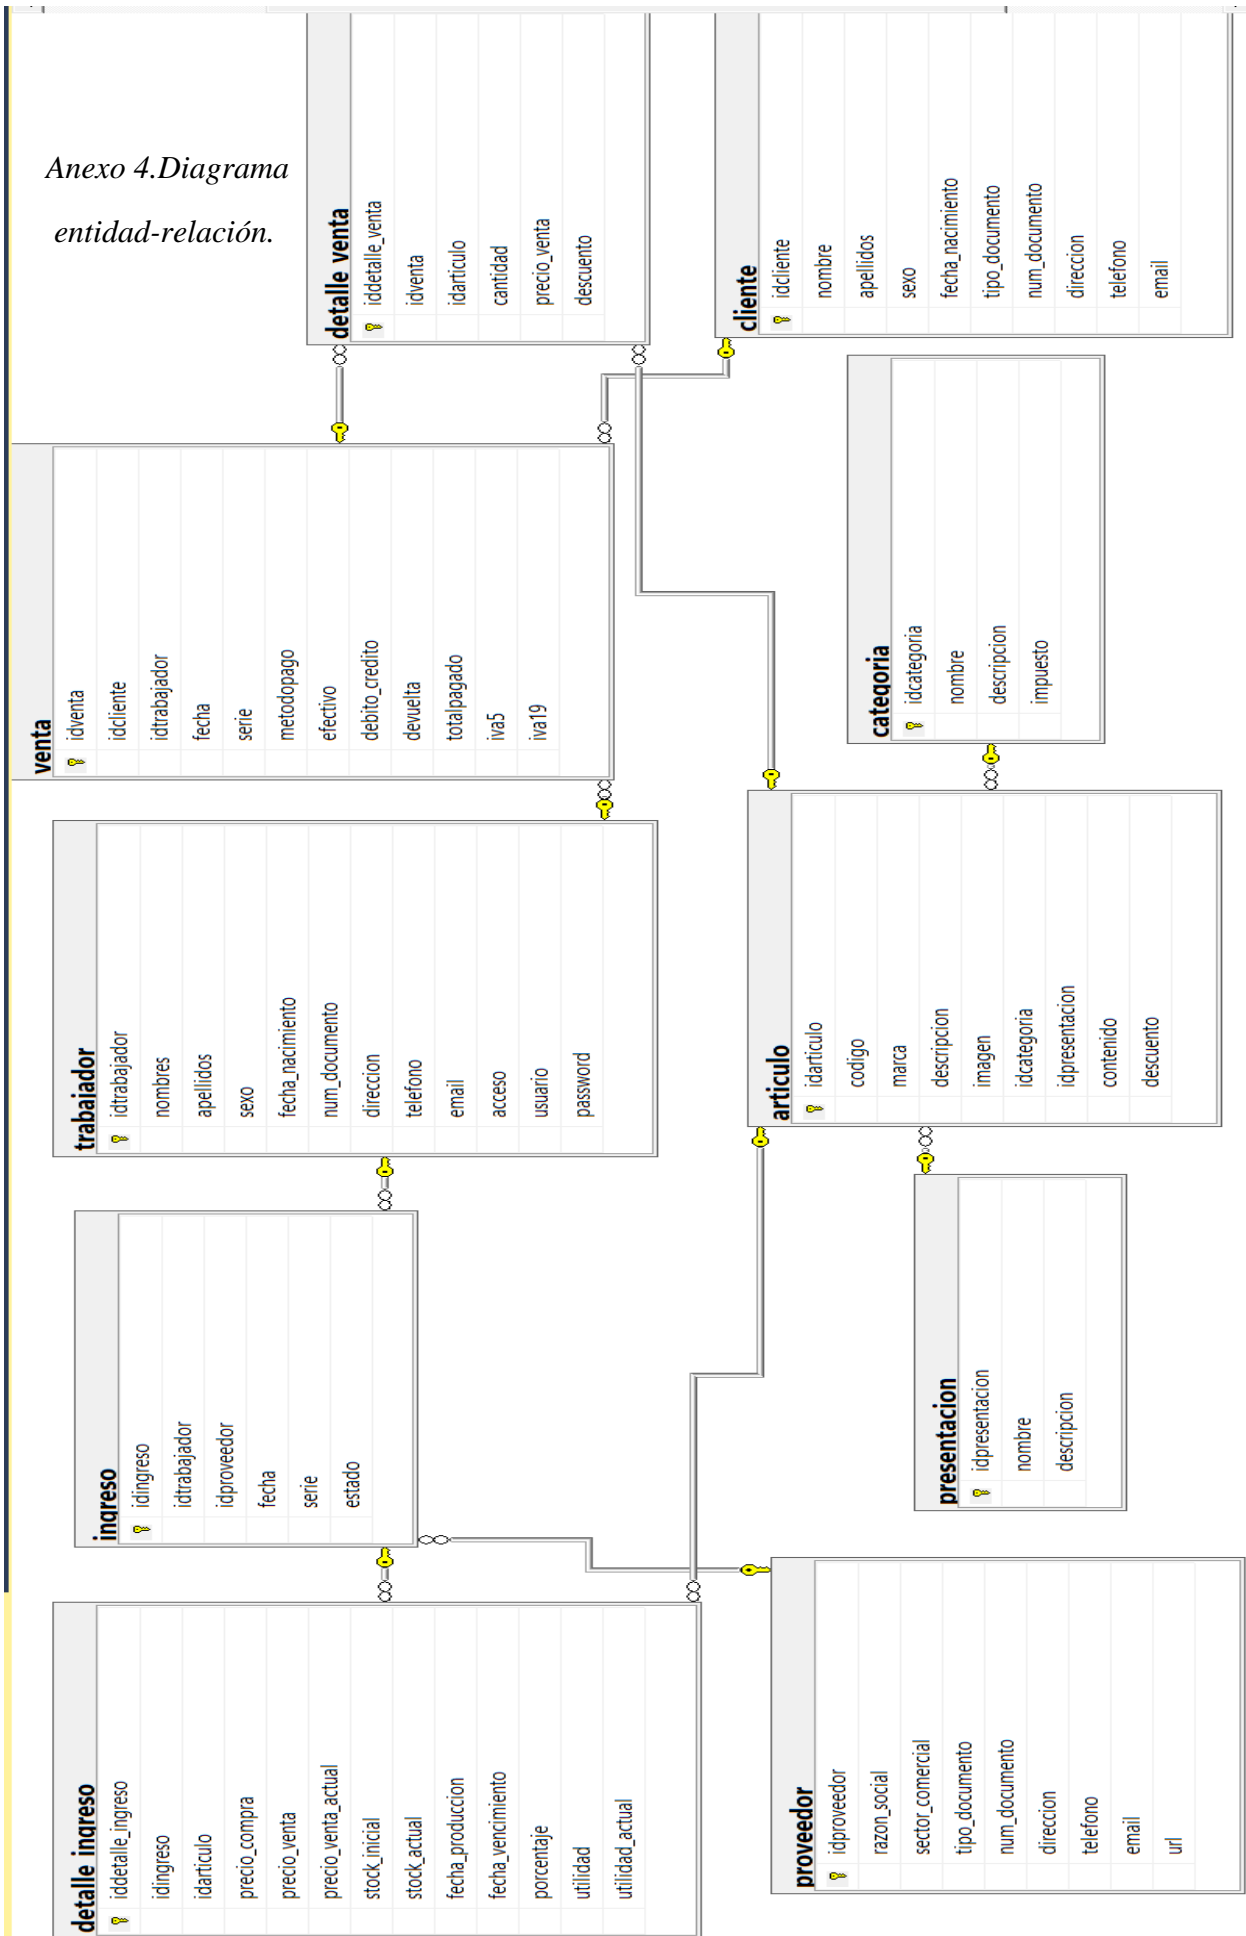 Anexo 4.Diagrama
entidad-relación.
detalle ingreso
iddetalle_ingreso
idingreso
idarticulo
precio_compra
precio_venta
precio_venta_actual
stock_inicial
stock_actual
fecha_produccion
fecha_vencimiento
porcentaje
utilidad
utilidad_actual
ingreso
idingreso
idtrabajador
idproveedor
fecha
serie
estado
trabajador
idtrabajador
nombres
apellidos
sexo
fecha_nacimiento
num_documento
direccion
telefono
email
acceso
usuario
password
venta
idventa
idcliente
idtrabajador
fecha
serie
metodopago
efectivo
debito_credito
devuelta
totalpagado
iva5
iva19
detalle venta
iddetalle_venta
idventa
idarticulo
cantidad
precio_venta
descuento
proveedor
idproveedor
razon_social
sector_comercial
tipo_documento
num_documento
direccion
telefono
email
url
presentacion
idpresentacion
nombre
descripcion
articulo
idarticulo
codigo
marca
descripcion
imagen
idcategoria
idpresentacion
contenido
descuento
categoria
idcategoria
nombre
descripcion
impuesto
cliente
idcliente
nombre
apellidos
sexo
fecha_nacimiento
tipo_documento
num_documento
direccion
telefono
email